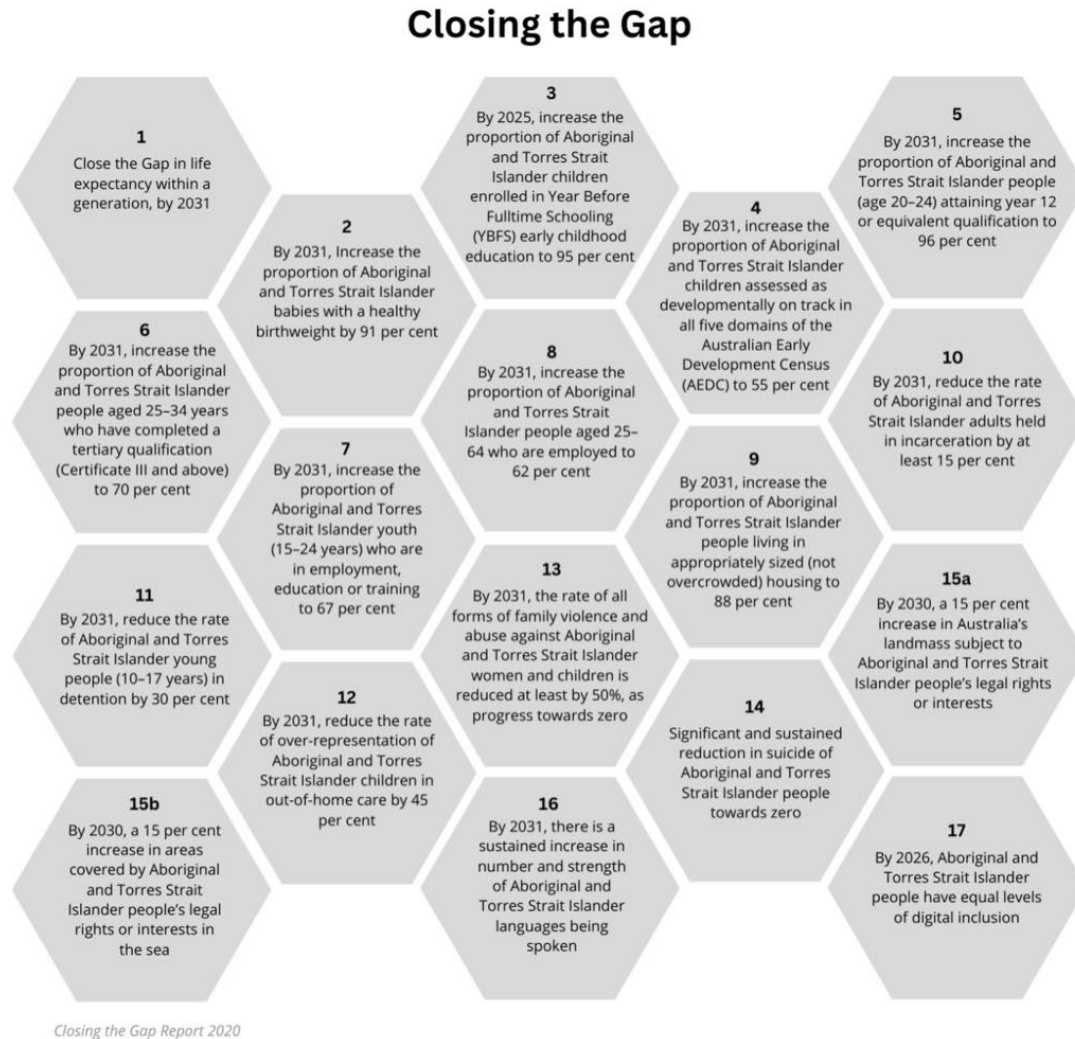 Closing the Gap
1
Close the Gap in life
expectancy within a
generation, by 2031
2
By 2031, Increase the
proportion of Aboriginal
and Torres Strait Islander
babies with a healthy
birthweight by 91 per cent
3
By 2025, increase the
proportion of Aboriginal
and Torres Strait
Islander children
enrolled in Year Before
Fulltime Schooling
(YBFS) early childhood
education to 95 per cent
4
By 2031, increase the
proportion of Aboriginal
and Torres Strait Islander
children assessed as
developmentally on track in
all five domains of the
Australian Early
Development Census
(AEDC) to 55 per cent
5
By 2031, increase the
proportion of Aboriginal and
Torres Strait Islander people
(age 20–24) attaining year 12
or equivalent qualification to
96 per cent
6
By 2031, increase the
proportion of Aboriginal
and Torres Strait Islander
people aged 25–34 years
who have completed a
tertiary qualification
(Certificate III and above)
to 70 per cent
7
By 2031, increase the
proportion of
Aboriginal and Torres
Strait Islander youth
(15–24 years) who are
in employment,
education or training
to 67 per cent
8
By 2031, increase the
proportion of Aboriginal
and Torres Strait
Islander people aged 25–
64 who are employed to
62 per cent
9
By 2031, increase the
proportion of Aboriginal
and Torres Strait Islander
people living in
appropriately sized (not
overcrowded) housing to
88 per cent
10
By 2031, reduce the rate
of Aboriginal and Torres
Strait Islander adults held
in incarceration by at
least 15 per cent
11
By 2031, reduce the rate
of Aboriginal and Torres
Strait Islander young
people (10–17 years) in
detention by 30 per cent
12
By 2031, reduce the rate
of over-representation of
Aboriginal and Torres
Strait Islander children in
out-of-home care by 45
per cent
13
By 2031, the rate of all
forms of family violence and
abuse against Aboriginal
and Torres Strait Islander
women and children is
reduced at least by 50%, as
progress towards zero
14
Significant and sustained
reduction in suicide of
Aboriginal and Torres
Strait Islander people
towards zero
15a
By 2030, a 15 per cent
increase in Australia’s
landmass subject to
Aboriginal and Torres Strait
Islander people’s legal rights
or interests
15b
By 2030, a 15 per cent
increase in areas
covered by Aboriginal
and Torres Strait
Islander people’s legal
rights or interests in
the sea
16
By 2031, there is a
sustained increase in
number and strength
of Aboriginal and
Torres Strait Islander
languages being
spoken
17
By 2026, Aboriginal and
Torres Strait Islander
people have equal levels
of digital inclusion
Closing the Gap Report 2020